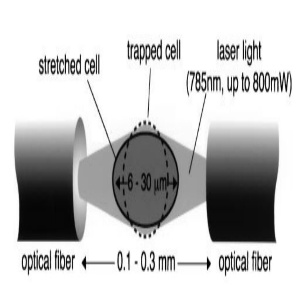 trapped cell
stretched cell
laser light
(785nm, up to 800mW)
6 - 30 µm
optical fiber
0.1 - 0.3 mm
optical fiber